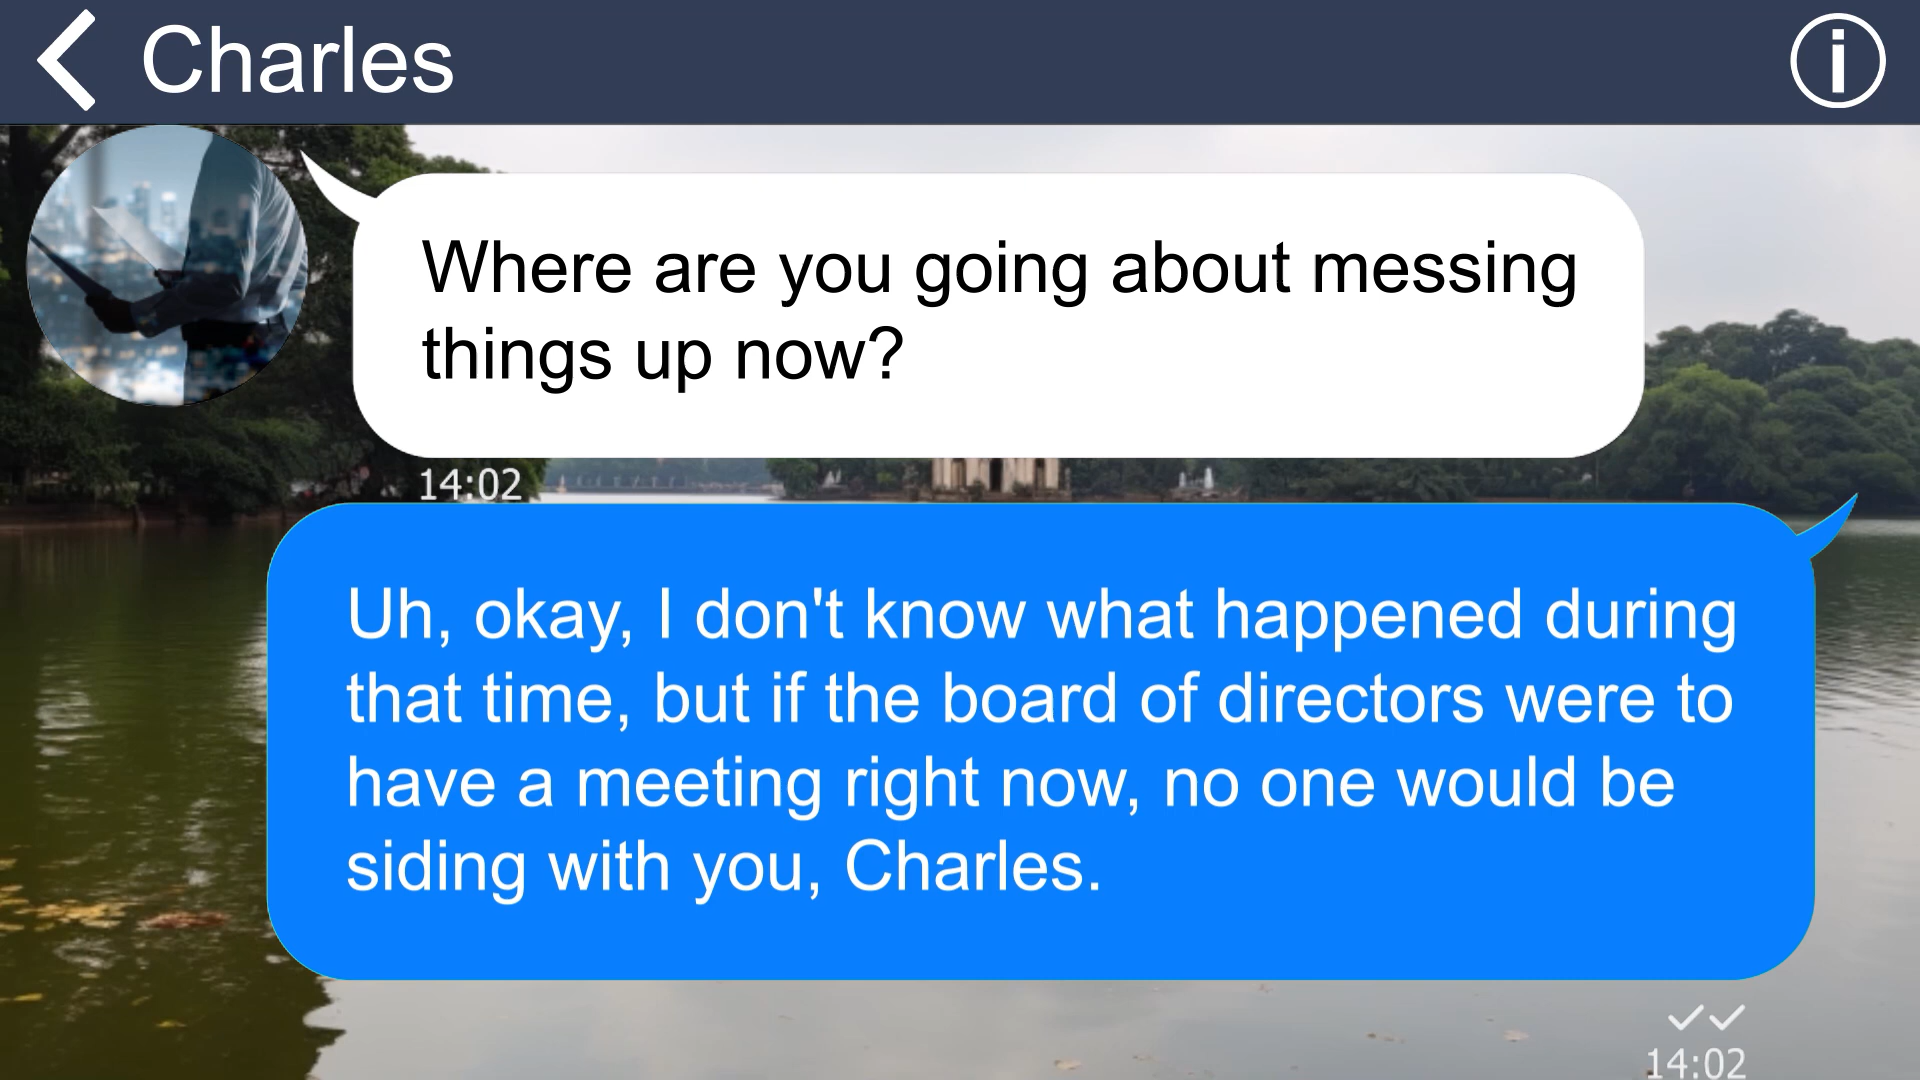 Charles
Where are you going about messing
things up now?
14:02
Uh, okay, I don't know what happened during
that time, but if the board of directors were to
have a meeting right now, no one would be
siding with you, Charles.
14:02